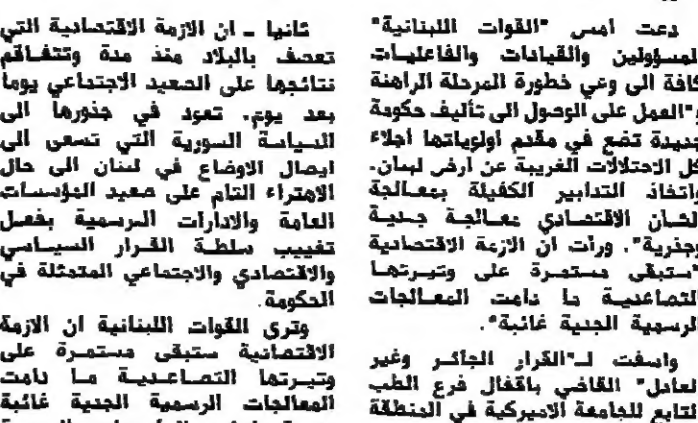 دعت امس "القوات اللبنانية"
المسؤولين والقيادات والفاعليات
كافة الى وعي خطورة المرحلة الراهنة
و"العمل على الوصول الى تأليف حكومة
جديدة تضع في مقدم أولوياتها اجلاء
كل الاحتلالات الغريبة عن أرض لبنان،
واتخاذ التدابير الكفيلة بمعالجة
الشأن الاقتصادي معالجة جدية
وجذرية". ورأت ان الازمة الاقتصادية
"ستبقى مستمرة على وتيرتها
التصاعدية ما دامت المعالجات
الرسمية الجدية غائبة".
واسفت لـ"القرار الجائر وغير
العادل" القاضي باقفال فرع الطب
التابع للجامعة الاميركية في المنطقة
ثانيا - ان الازمة الاقتصادية التي
تعصف بالبلاد منذ مدة وتتفاقم
نتائجها على الصعيد الاجتماعي يوما
بعد يوم، تعود في جذورها الى
السياسة السورية التي تسعى الى
ايصال الاوضاع في لبنان الى حال
الاهتراء التام على صعيد المؤسسات
العامة والادارات الرسمية بفعل
تغييب سلطة القرار السياسي
والاقتصادي والاجتماعي المتمثلة في
الحكومة.
وترى القوات اللبنانية ان الازمة
الاقتصادية ستبقى مستمرة على
وتيرتها التصاعدية ما دامت
المعالجات الرسمية الجدية غائبة